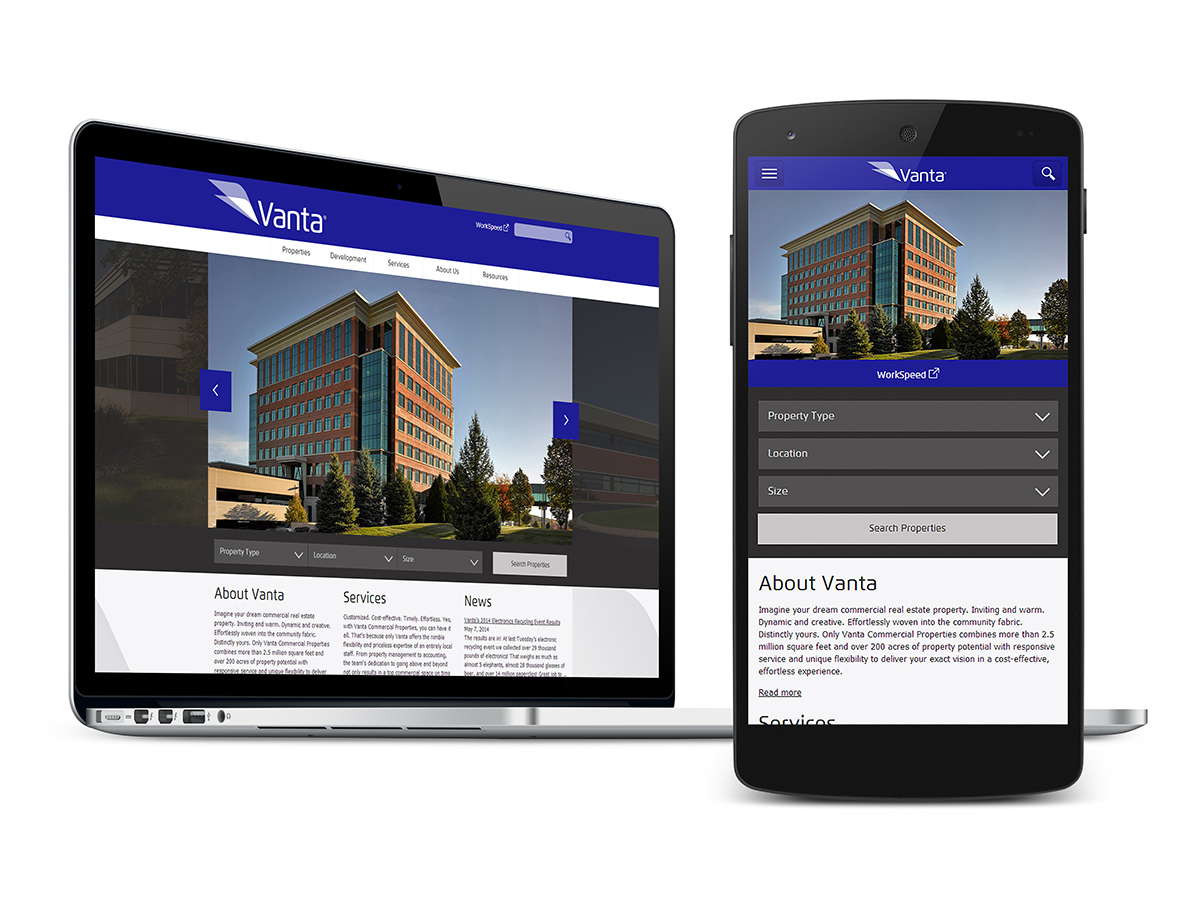 Vanta®
WorkSpeed
Properties
Development
Services
About Us
Resources
Property Type
Location
Size
Search Properties
About Vanta
Imagine your dream commercial real estate
property. Inviting and warm.
Dynamic and creative.
Effortlessly woven into the community fabric.
Distinctly yours. Only Vanta Commercial Properties
combines more than 2.5 million square feet and
over 200 acres of property potential with
responsive service and unique flexibility to deliver
Services
Customized. Cost-effective. Timely. Effortless. Yes,
with Vanta Commercial Properties, you can have it
all. That's because only Vanta offers the nimble
flexibility and priceless expertise of an entirely local
staff. From property management to accounting,
the team's dedication to going above and beyond
not only results in a top commercial space on time
News
Vanta's 2014 Electronics Recycling Event Results
May 7, 2014
The results are in! At last Tuesday's electronic
recycling event we collected over 29 thousand
pounds of electronics! That weighs as much as
almost 5 elephants, almost 28 thousand glasses of
beer, and over 14 million paperclips! Great job to ...
Vanta
WorkSpeed
Property Type
Location
Size
Search Properties
About Vanta
Imagine your dream commercial real estate property. Inviting and warm.
Dynamic and creative. Effortlessly woven into the community fabric.
Distinctly yours. Only Vanta Commercial Properties combines more than 2.5
million square feet and over 200 acres of property potential with responsive
service and unique flexibility to deliver your exact vision in a cost-effective,
effortless experience.
Read more
Services